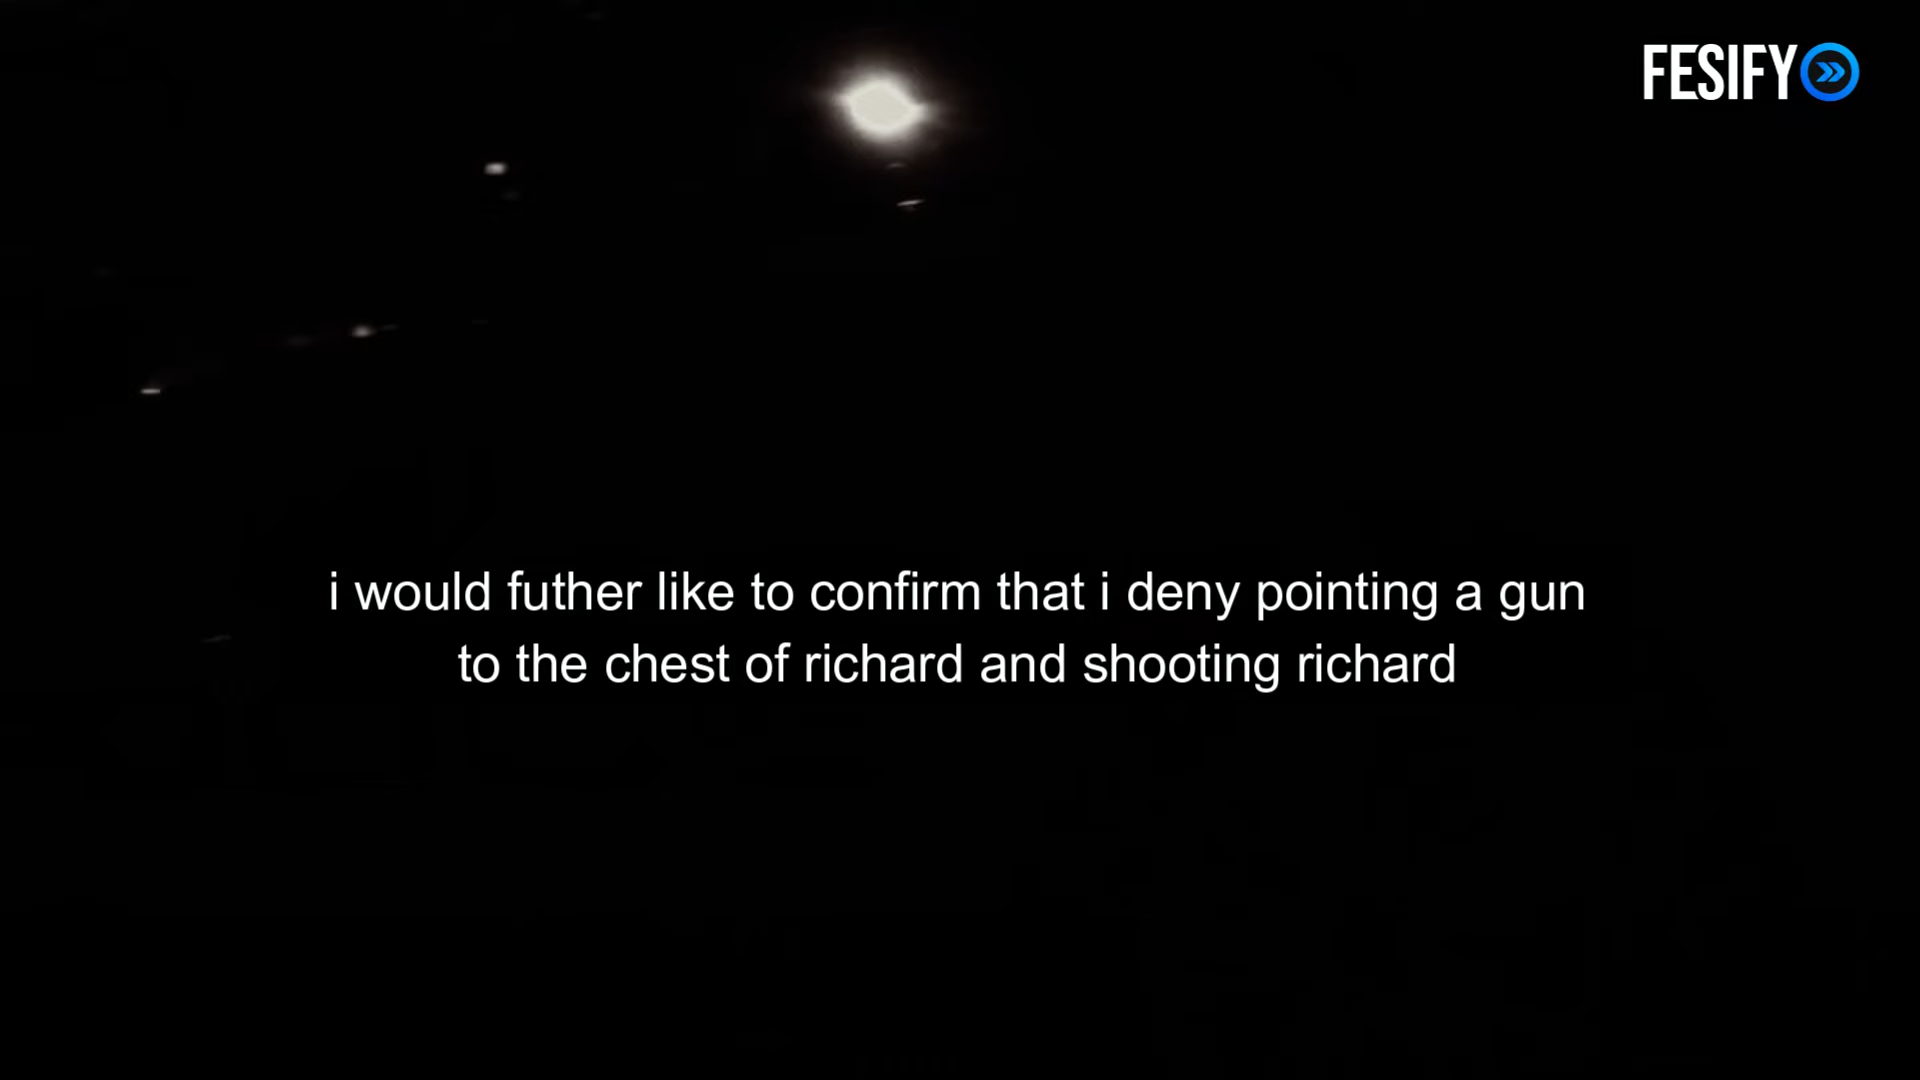 FESIFY
i would futher like to confirm that i deny pointing a gun
to the chest of richard and shooting richard